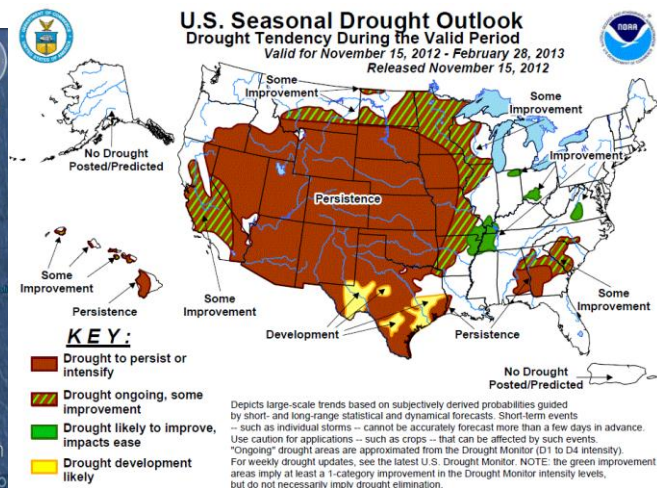 U.S. Seasonal Drought Outlook
Drought Tendency During the Valid Period
Valid for November 15, 2012 - February 28, 2013
Released November 15, 2012
NOAA
Some
Improvement
Some
Improvement
No Drought
Posted/Predicted
Improvement
Persistence
Some
Improvement
Persistence
Some
Improvement
Development
Persistence
Some
Improvement
No Drought
Posted/Predicted
KEY:
Drought to persist or
intensify
Drought ongoing, some
improvement
Drought likely to improve,
impacts ease
Drought development
likely
Depicts large-scale trends based on subjectively derived probabilities guided
by short- and long-range statistical and dynamical forecasts. Short-term events
-- such as individual storms -- cannot be accurately forecast more than a few days in advance.
Use caution for applications -- such as crops -- that can be affected by such events.
"Ongoing" drought areas are approximated from the Drought Monitor (D1 to D4 intensity).
For weekly drought updates, see the latest U.S. Drought Monitor. NOTE: the green improvement
areas imply at least a 1-category improvement in the Drought Monitor intensity levels,
but do not necessarily imply drought elimination.